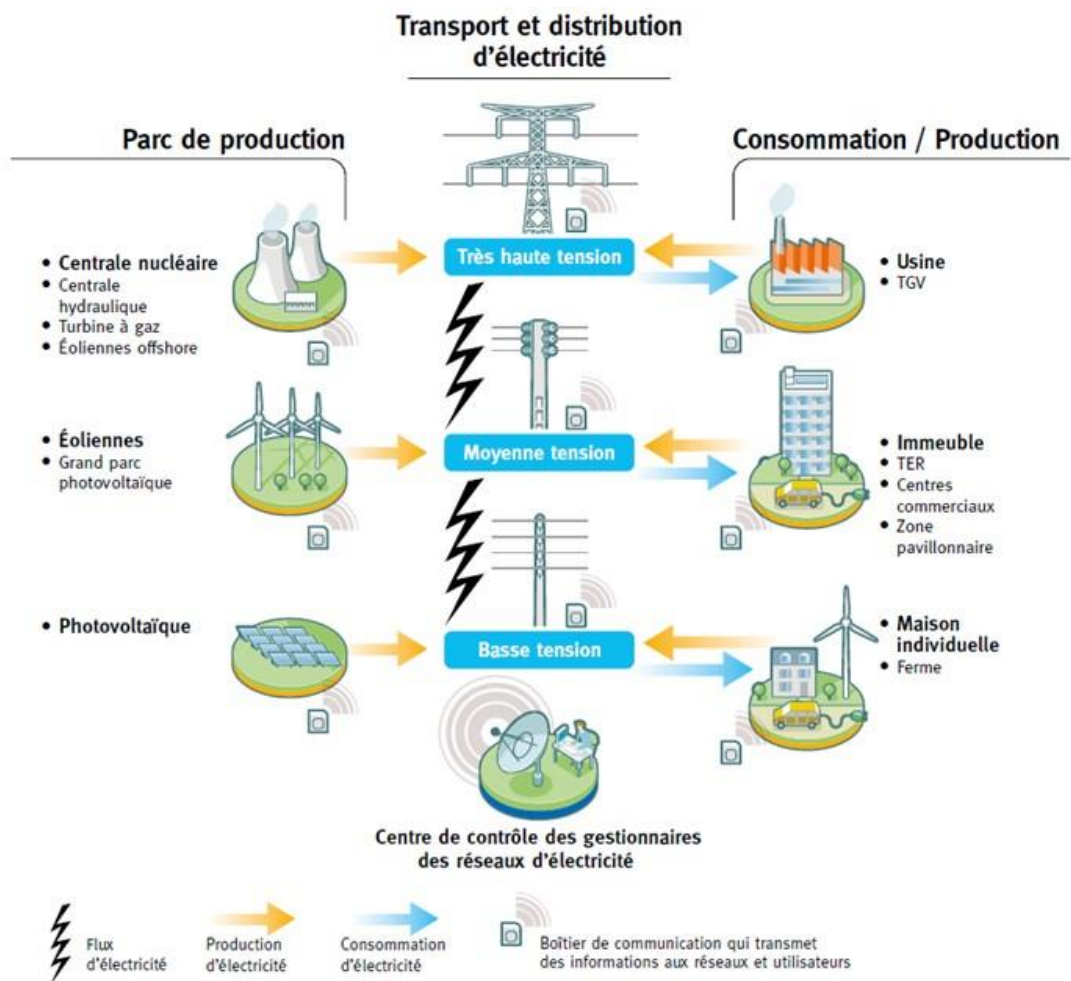 Transport et distribution
d'électricité
Parc de production
Consommation / Production
• Centrale nucléaire
• Centrale
hydraulique
• Turbine à gaz
• Éoliennes offshore
Très haute tension
• Usine
• TGV
• Éoliennes
• Grand parc
photovoltaïque
Moyenne tension
• Immeuble
• TER
• Centres
commerciaux
• Zone
pavillonnaire
• Photovoltaïque
Basse tension
• Maison
individuelle
• Ferme
Centre de contrôle des gestionnaires
des réseaux d'électricité
Flux
d'électricité
Production
d'électricité
Consommation
d'électricité
Boîtier de communication qui transmet
des informations aux réseaux et utilisateurs